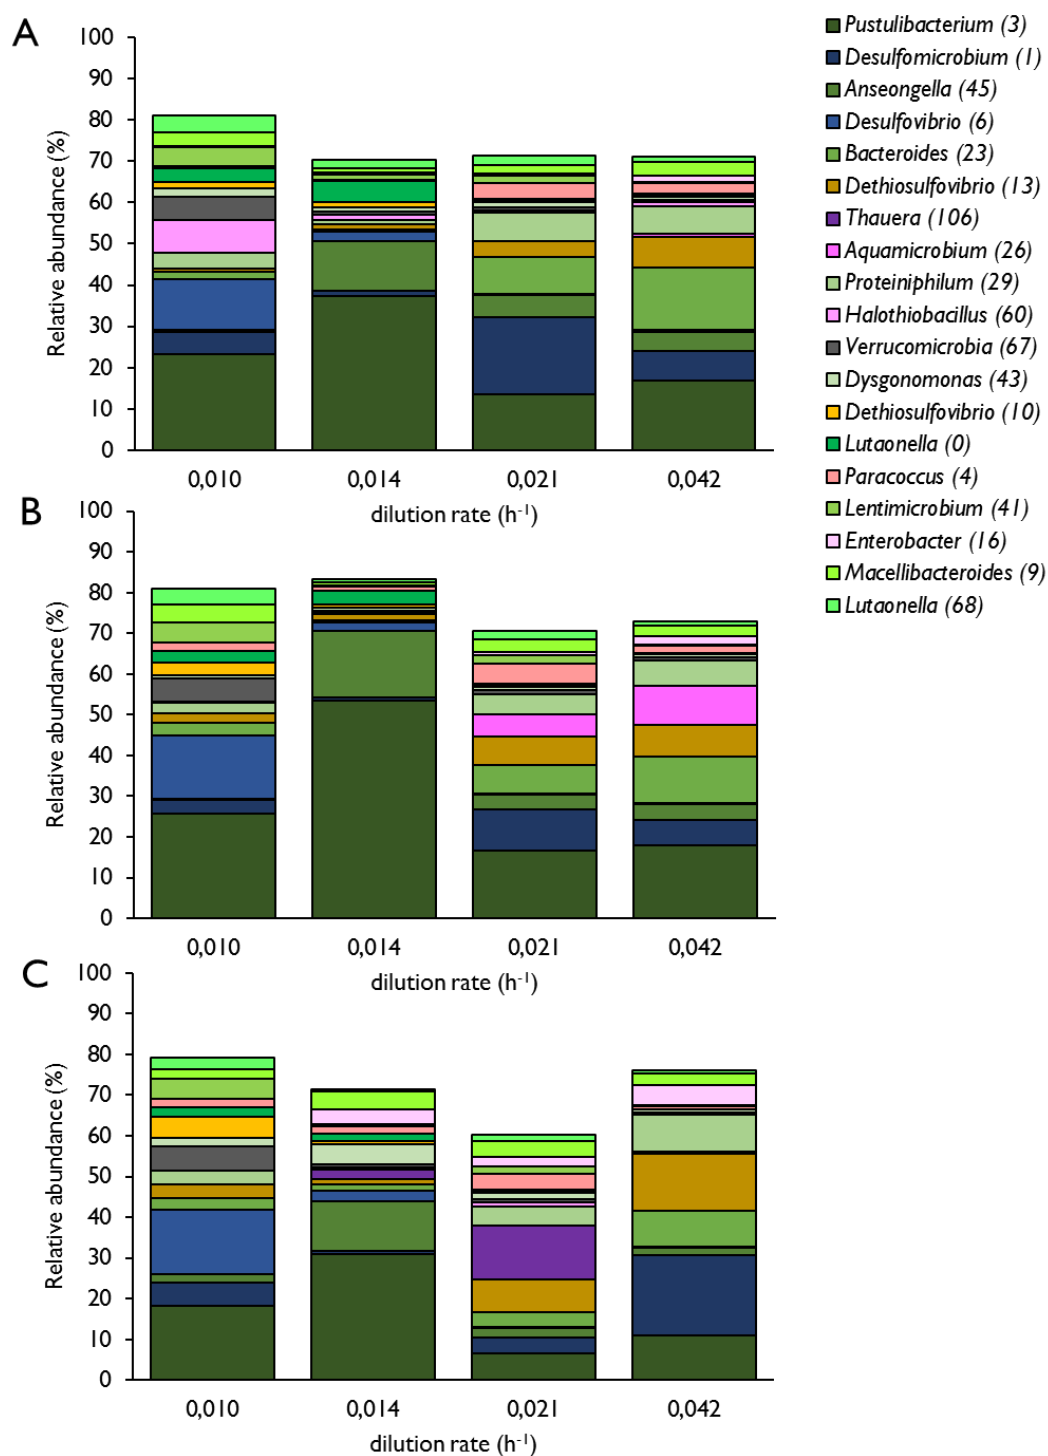 A
100
90
80
70
60
50
40
30
20
10
0
Relative abundance (%)
0,010 0,014 0,021 0,042
dilution rate (h⁻¹)
B
100
90
80
70
60
50
40
30
20
10
0
Relative abundance (%)
0,010 0,014 0,021 0,042
dilution rate (h⁻¹)
C
100
90
80
70
60
50
40
30
20
10
0
Relative abundance (%)
0,010 0,014 0,021 0,042
dilution rate (h⁻¹)
Pustulibacterium (3)
Desulfomicrobium (1)
Anseongella (45)
Desulfovibrio (6)
Bacteroides (23)
Dethiosulfovibrio (13)
Thauera (106)
Aquamicrobium (26)
Proteiniphilum (29)
Halothiobacillus (60)
Verrucomicrobia (67)
Dysgonomonas (43)
Dethiosulfovibrio (10)
Lutaonella (0)
Paracoccus (4)
Lentimicrobium (41)
Enterobacter (16)
Macellibacteroides (9)
Lutaonella (68)